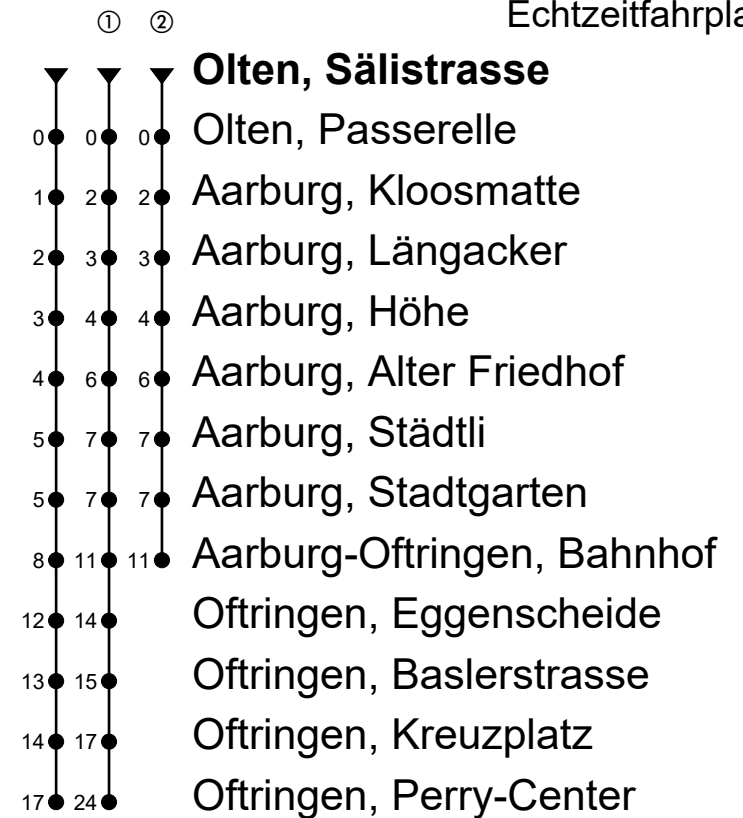 ① ② Echtzeitfahrpla
Olten, Sälistrasse
0 0 0 Olten, Passerelle
1 2 2 Aarburg, Kloosmatte
2 3 3 Aarburg, Längacker
3 4 4 Aarburg, Höhe
4 6 6 Aarburg, Alter Friedhof
5 7 7 Aarburg, Städtli
5 7 7 Aarburg, Stadtgarten
8 11 11 Aarburg-Oftringen, Bahnhof
12 14 Oftringen, Eggenscheide
13 15 Oftringen, Baslerstrasse
14 17 Oftringen, Kreuzplatz
17 24 Oftringen, Perry-Center